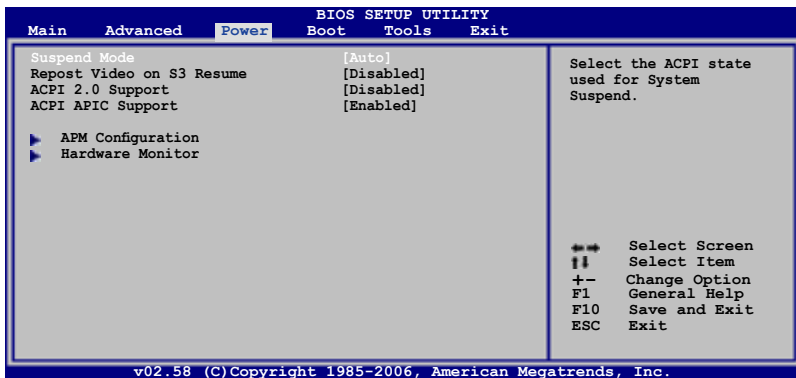 BIOS SETUP UTILITY
Main Advanced Power Boot Tools Exit
Suspend Mode [Auto]
Repost Video on S3 Resume [Disabled]
ACPI 2.0 Support [Disabled]
ACPI APIC Support [Enabled]
APM Configuration
Hardware Monitor
Select the ACPI state
used for System
Suspend.
Select Screen
Select Item
+- Change Option
F1 General Help
F10 Save and Exit
ESC Exit
v02.58 (C)Copyright 1985-2006, American Megatrends, Inc.